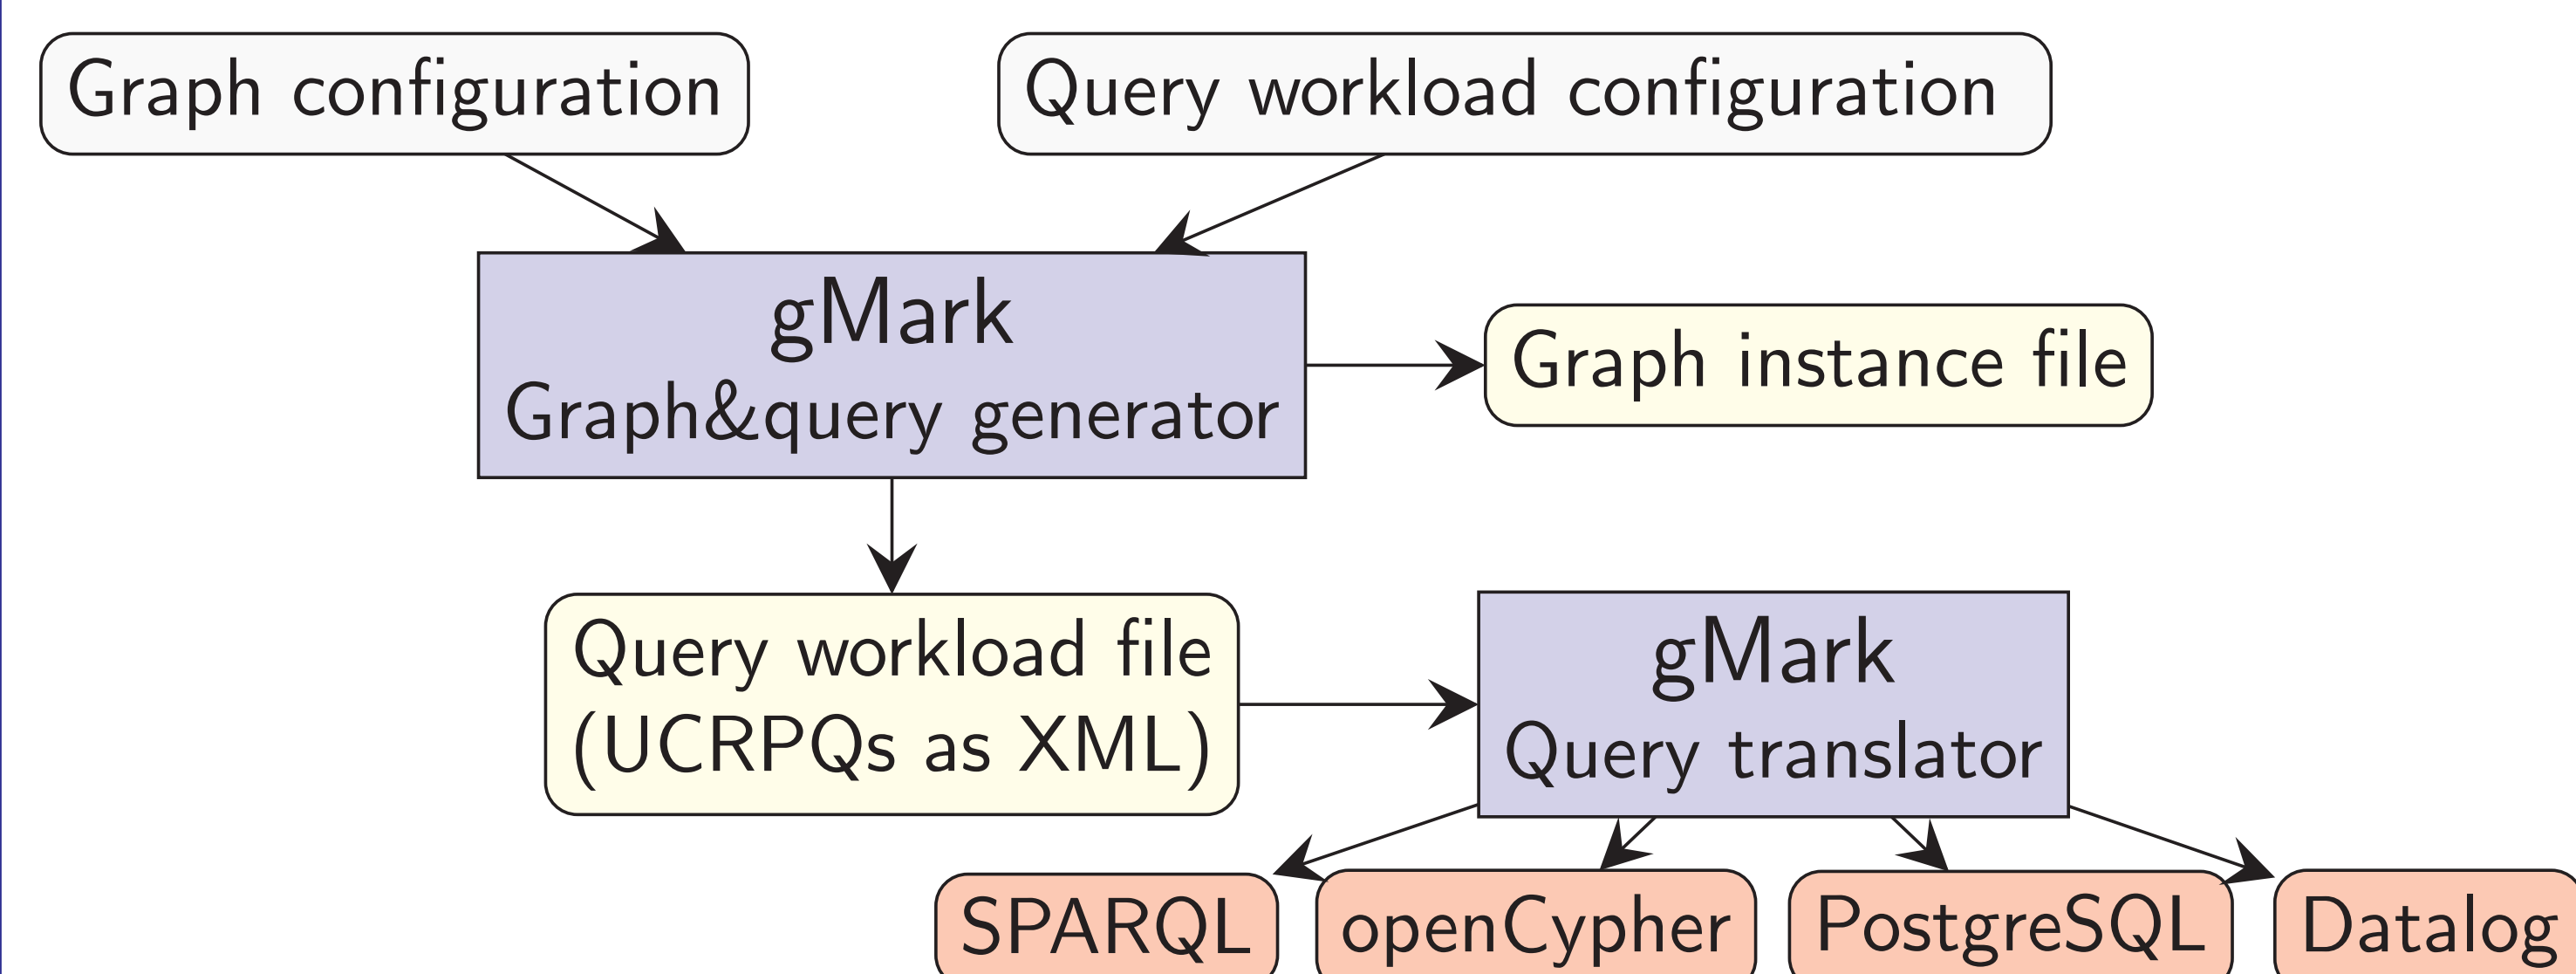 Graph configuration
Query workload configuration
gMark
Graph&query generator
Graph instance file
Query workload file
(UCRPQs as XML)
gMark
Query translator
SPARQL
openCypher
PostgreSQL
Datalog